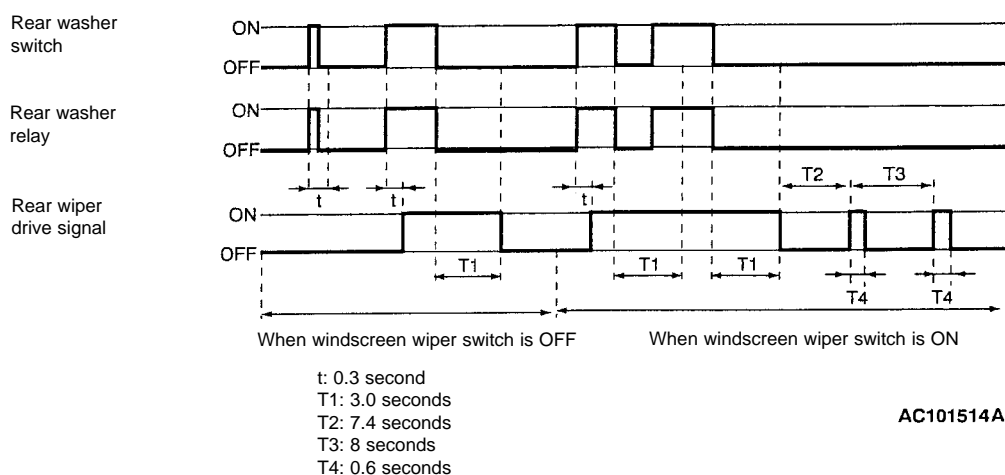 Rear washer
switch
ON
OFF
Rear washer
relay
ON
OFF
T2
T3
t
t
t
Rear wiper
drive signal
ON
OFF
T1
T1
T1
T4
T4
When windscreen wiper switch is OFF
When windscreen wiper switch is ON
t: 0.3 second
T1: 3.0 seconds
T2: 7.4 seconds
T3: 8 seconds
T4: 0.6 seconds
AC101514A